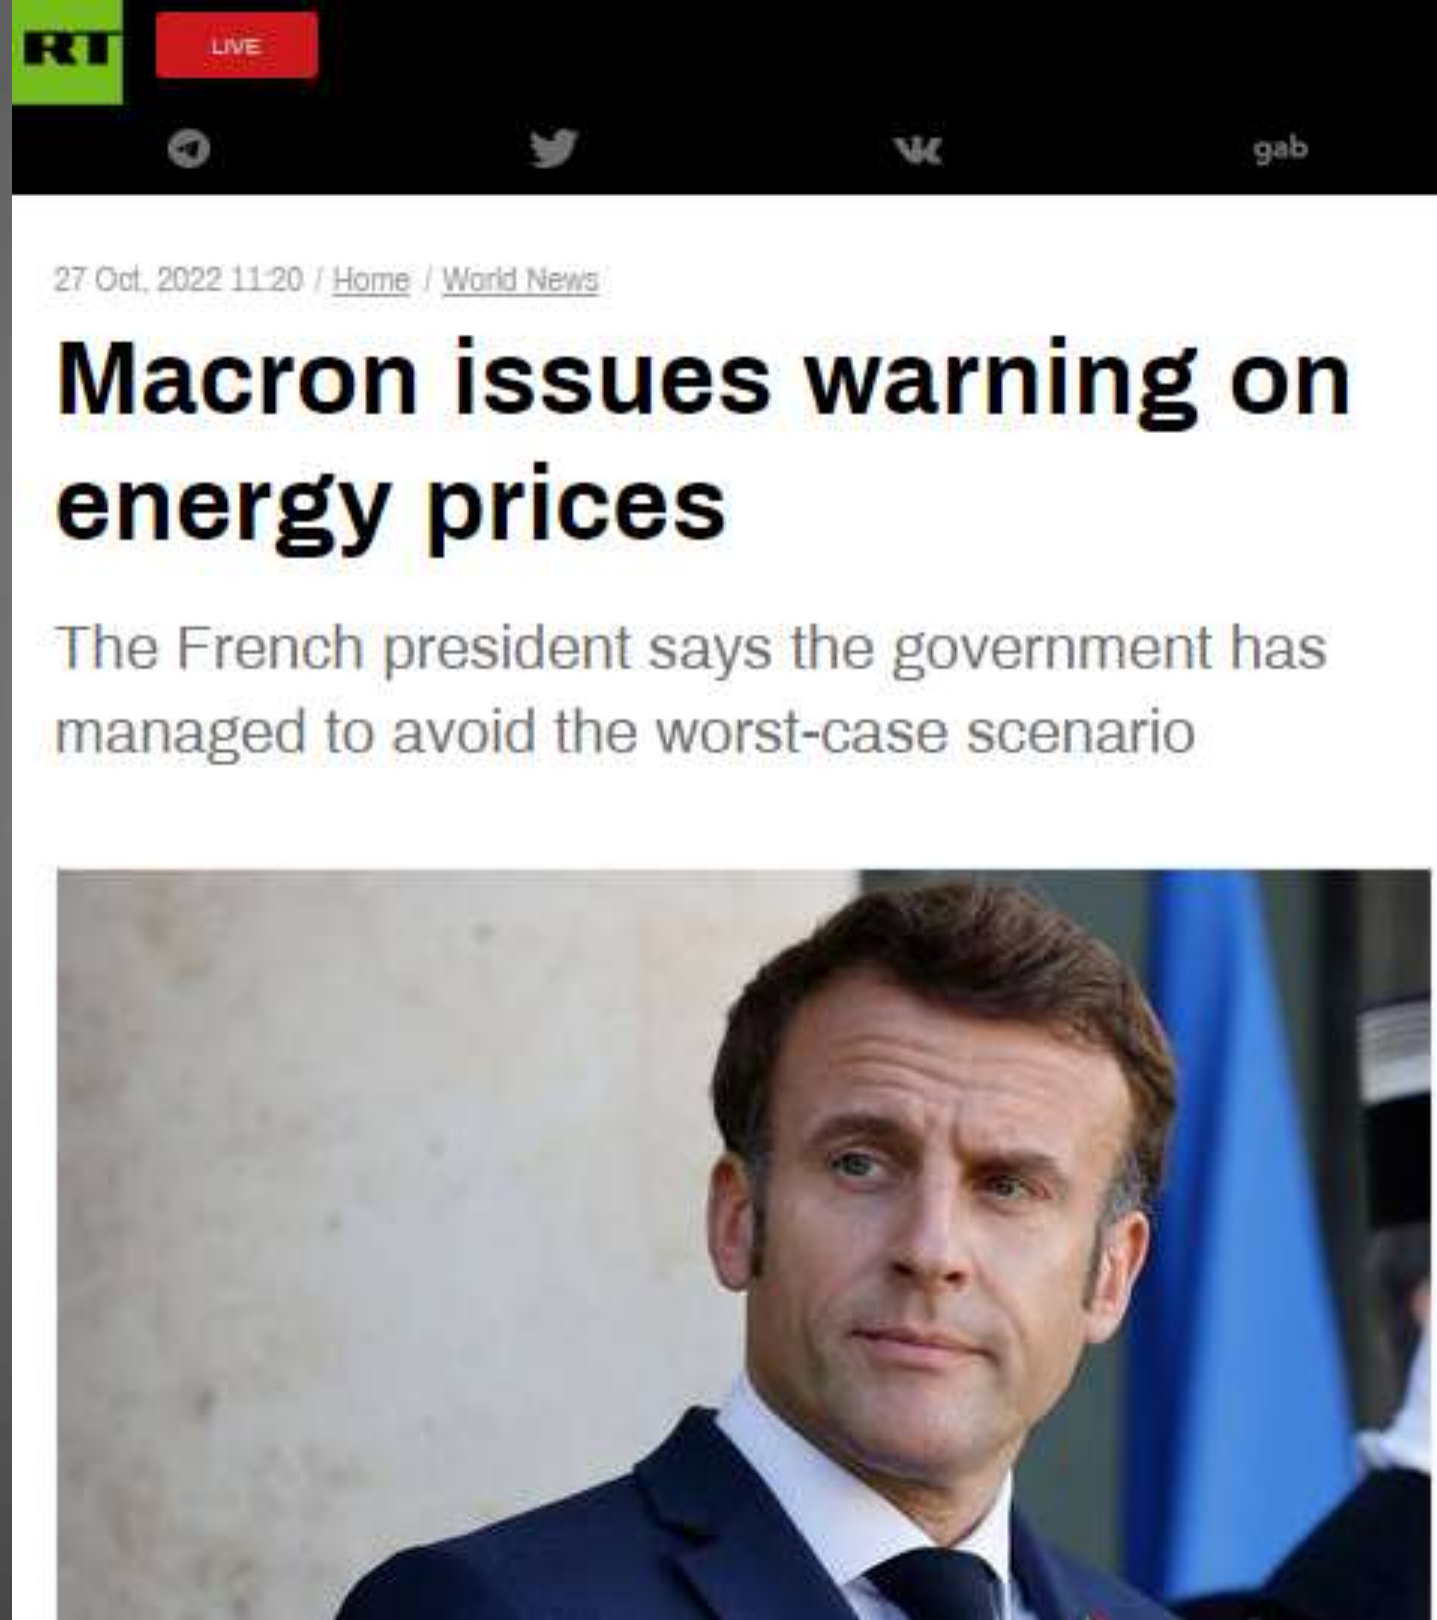 RT
LIVE
gab
27 Oct, 2022 11:20 / Home / World News
Macron issues warning on
energy prices
The French president says the government has
managed to avoid the worst-case scenario